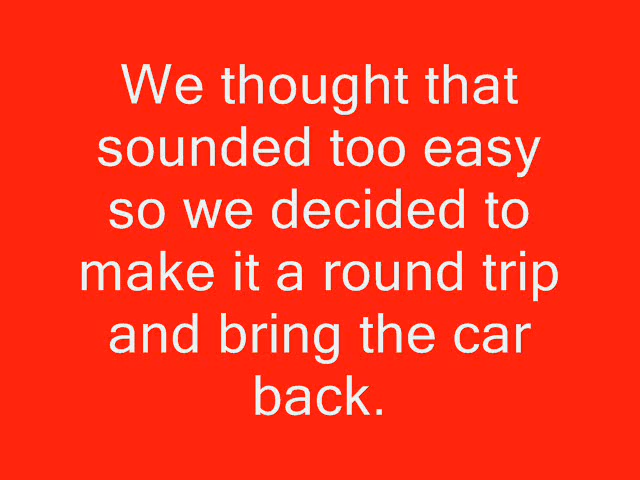 We thought that
sounded too easy
so we decided to
make it a round trip
and bring the car
back.